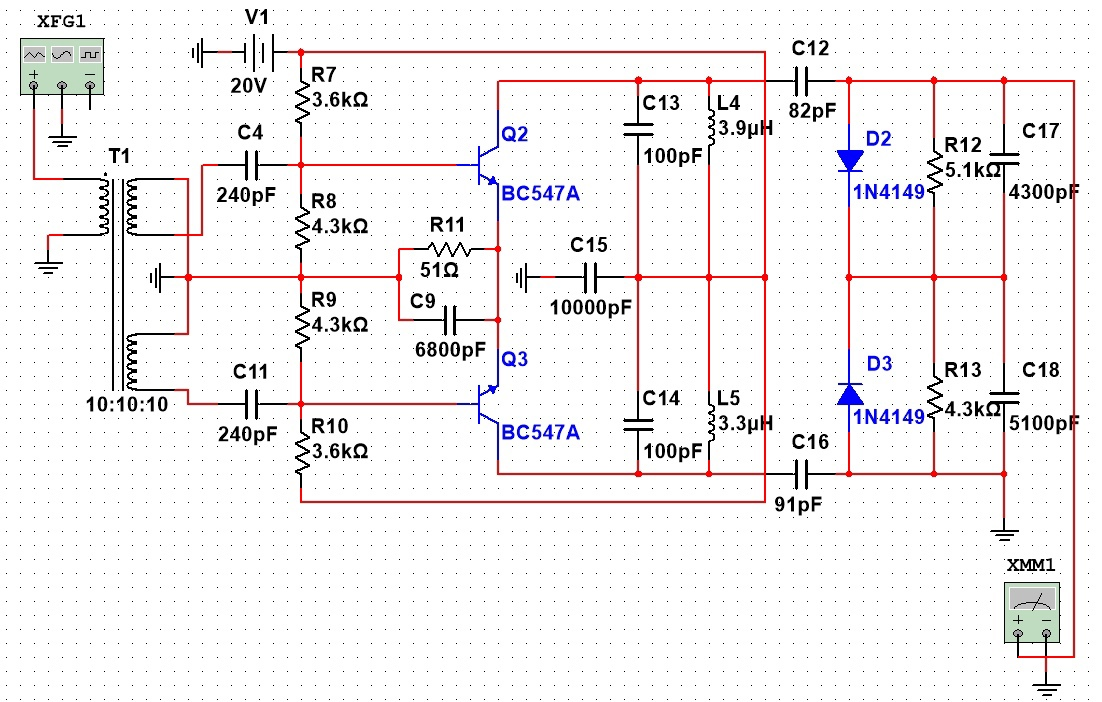 XFG1
V1
20V
R7
3.6kΩ
C12
82pF
C13
100pF
L4
3.9µH
C17
4300pF
D2
1N4149
R12
5.1kΩ
Q2
BC547A
C4
240pF
T1
R8
4.3kΩ
R11
51Ω
C15
10000pF
C9
6800pF
R9
4.3kΩ
Q3
BC547A
C11
240pF
10:10:10
R10
3.6kΩ
C14
100pF
L5
3.3µH
D3
1N4149
R13
4.3kΩ
C18
5100pF
C16
91pF
XMM1